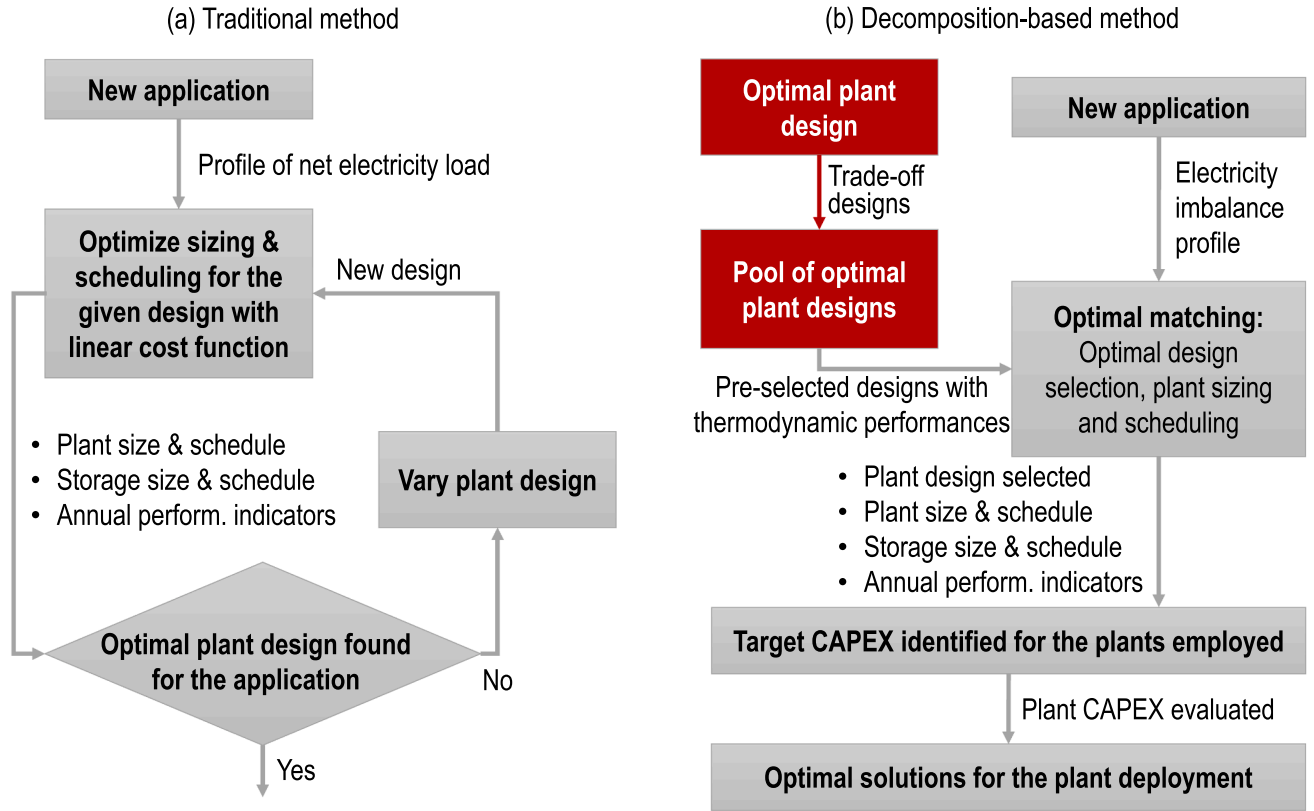 (a) Traditional method
New application
Profile of net electricity load
Optimize sizing &
scheduling for the
given design with
linear cost function
New design
• Plant size & schedule
• Storage size & schedule
• Annual perform. indicators
Vary plant design
Optimal plant design found
for the application
No
Yes
(b) Decomposition-based method
Optimal plant
design
New application
Trade-off
designs
Electricity
imbalance
profile
Pool of optimal
plant designs
Optimal matching:
Optimal design
selection, plant sizing
and scheduling
Pre-selected designs with
thermodynamic performances
• Plant design selected
• Plant size & schedule
• Storage size & schedule
• Annual perform. indicators
Target CAPEX identified for the plants employed
Plant CAPEX evaluated
Optimal solutions for the plant deployment